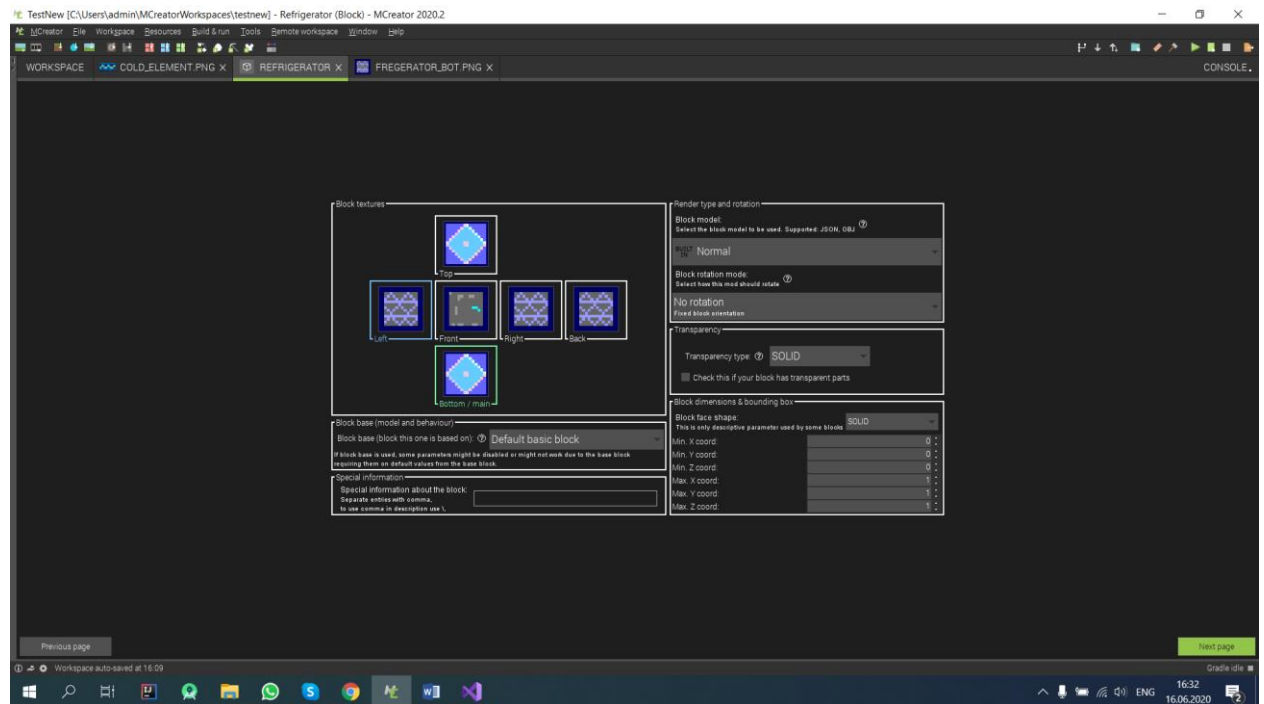 TestNew [C:\Users\admin\MCreatorWorkspaces\testnew] - Refrigerator (Block) - MCreator 2020.2
MCreator File Workspace Resources Build & run Tools Remote workspace Window Help
WORKSPACE COLD_ELEMENT.PNG × REFRIGERATOR × FREGERATOR_BOT.PNG × CONSOLE
Block textures
Top
Left Front Right Back
Bottom / main
Block base (model and behaviour)
Block base (block this one is based on): Default basic block
If block base is used, some parameters might be disabled or might not work due to the base block
requiring them on default values from the base block.
Special information
Special information about the block:
Separate entries with comma,
to use comma in description use \,
Render type and rotation
Block model:
Select the block model to be used. Supported: JSON, OBJ
BUILT IN Normal
Block rotation mode:
Select how this mod should rotate
No rotation
Fixed block orientation
Transparency
Transparency type: SOLID
Check this if your block has transparent parts
Block dimensions & bounding box
Block face shape:
This is only descriptive parameter used by some blocks SOLID
Min. X coord: 0
Min. Y coord: 0
Min. Z coord: 0
Max. X coord: 1
Max. Y coord: 1
Max. Z coord: 1
Previous page Next page
Workspace auto-saved at 16:09 Gradle idle
ENG 16:32
16.06.2020 2